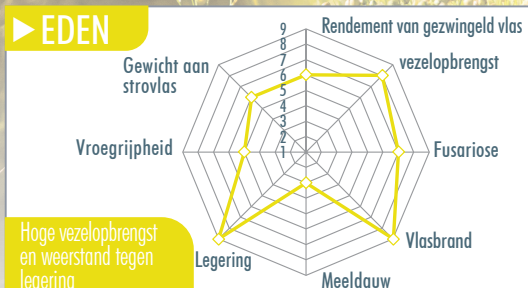 EDEN
9
8
7
6
5
4
3
2
1
Rendement van gezwingeld vlas
vezelopbrengst
Fusariose
Vlasbrand
Meeldauw
Legering
Vroegrijpheid
Gewicht aan
strovlas
Hoge vezelopbrengst
en weerstand tegen
legering